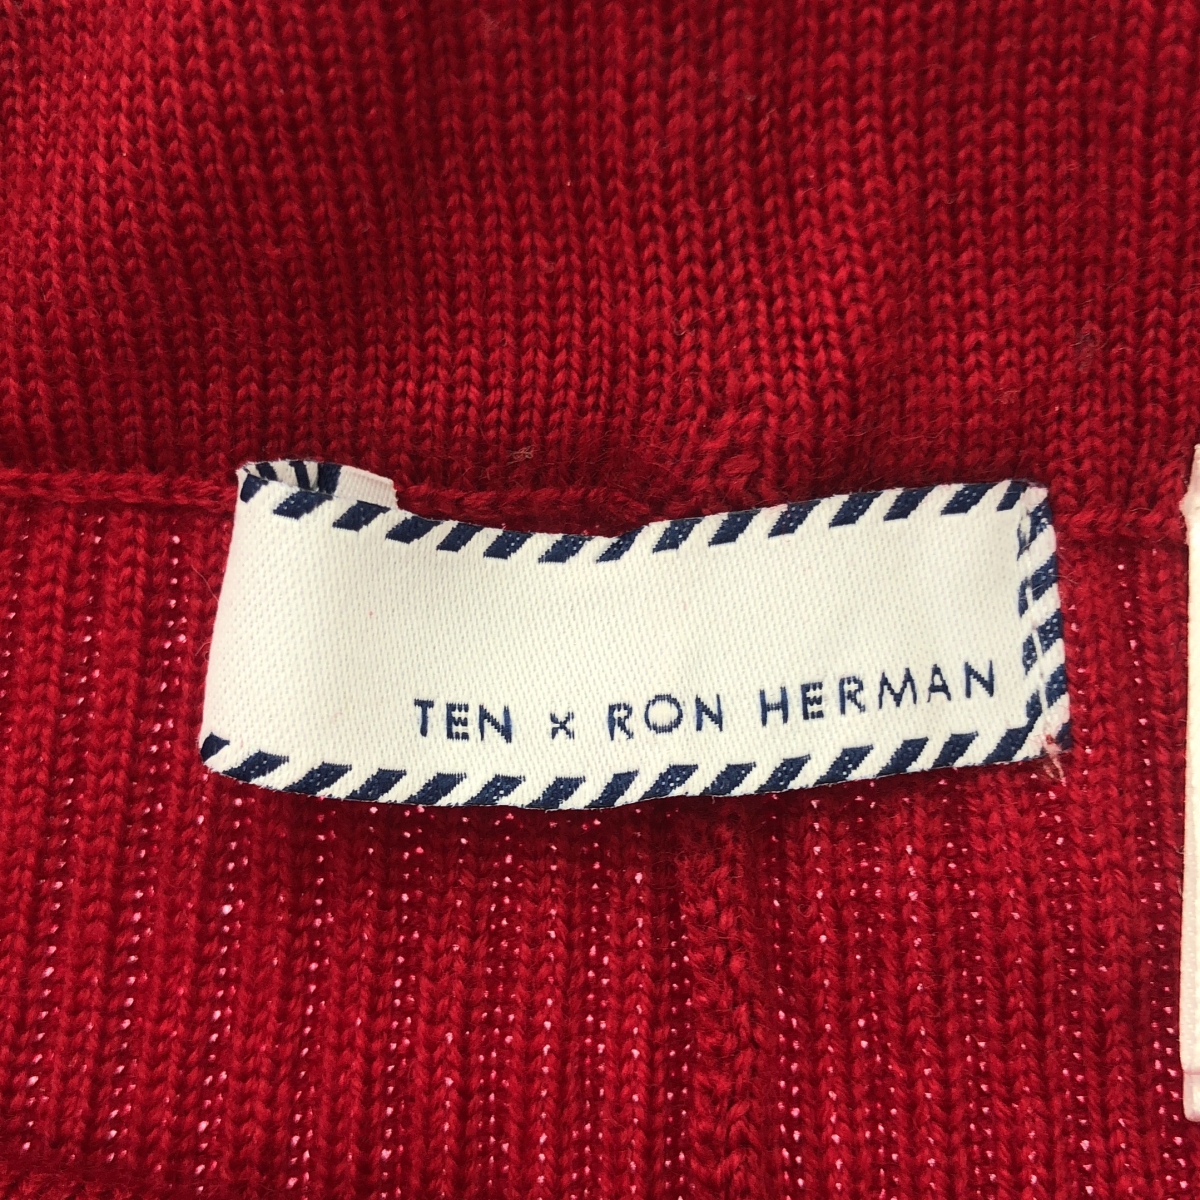 TEN × RON HERMAN